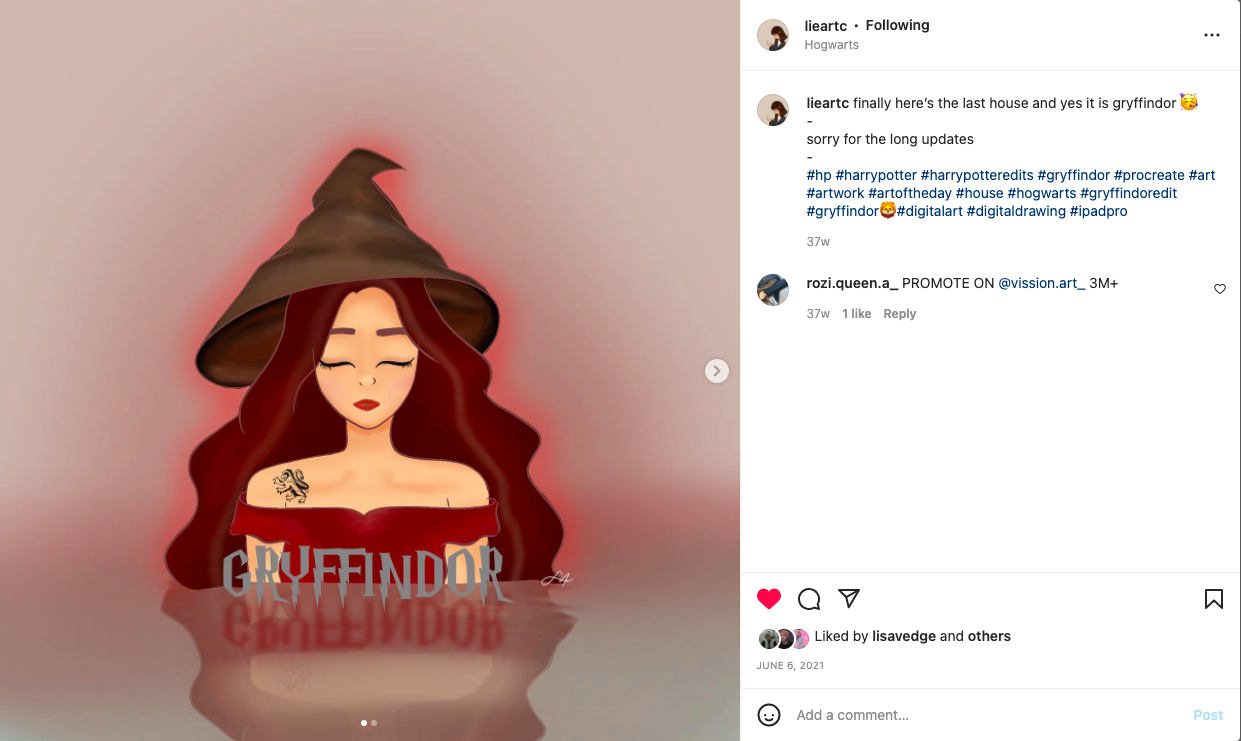 lieartc • Following
Hogwarts
lieartc finally here's the last house and yes it is gryffindor 🥳
-
sorry for the long updates
-
#hp #harrypotter #harrypotteredits #gryffindor #procreate #art
#artwork #artoftheday #house #hogwarts #gryffindoredit
#gryffindor🦁#digitalart #digitaldrawing #ipadpro
37w
rozi.queen.a_ PROMOTE ON @vission.art_ 3M+
37w 1 like Reply
GRYFFINDOR
Liked by lisavedge and others
JUNE 6, 2021
Add a comment... Post